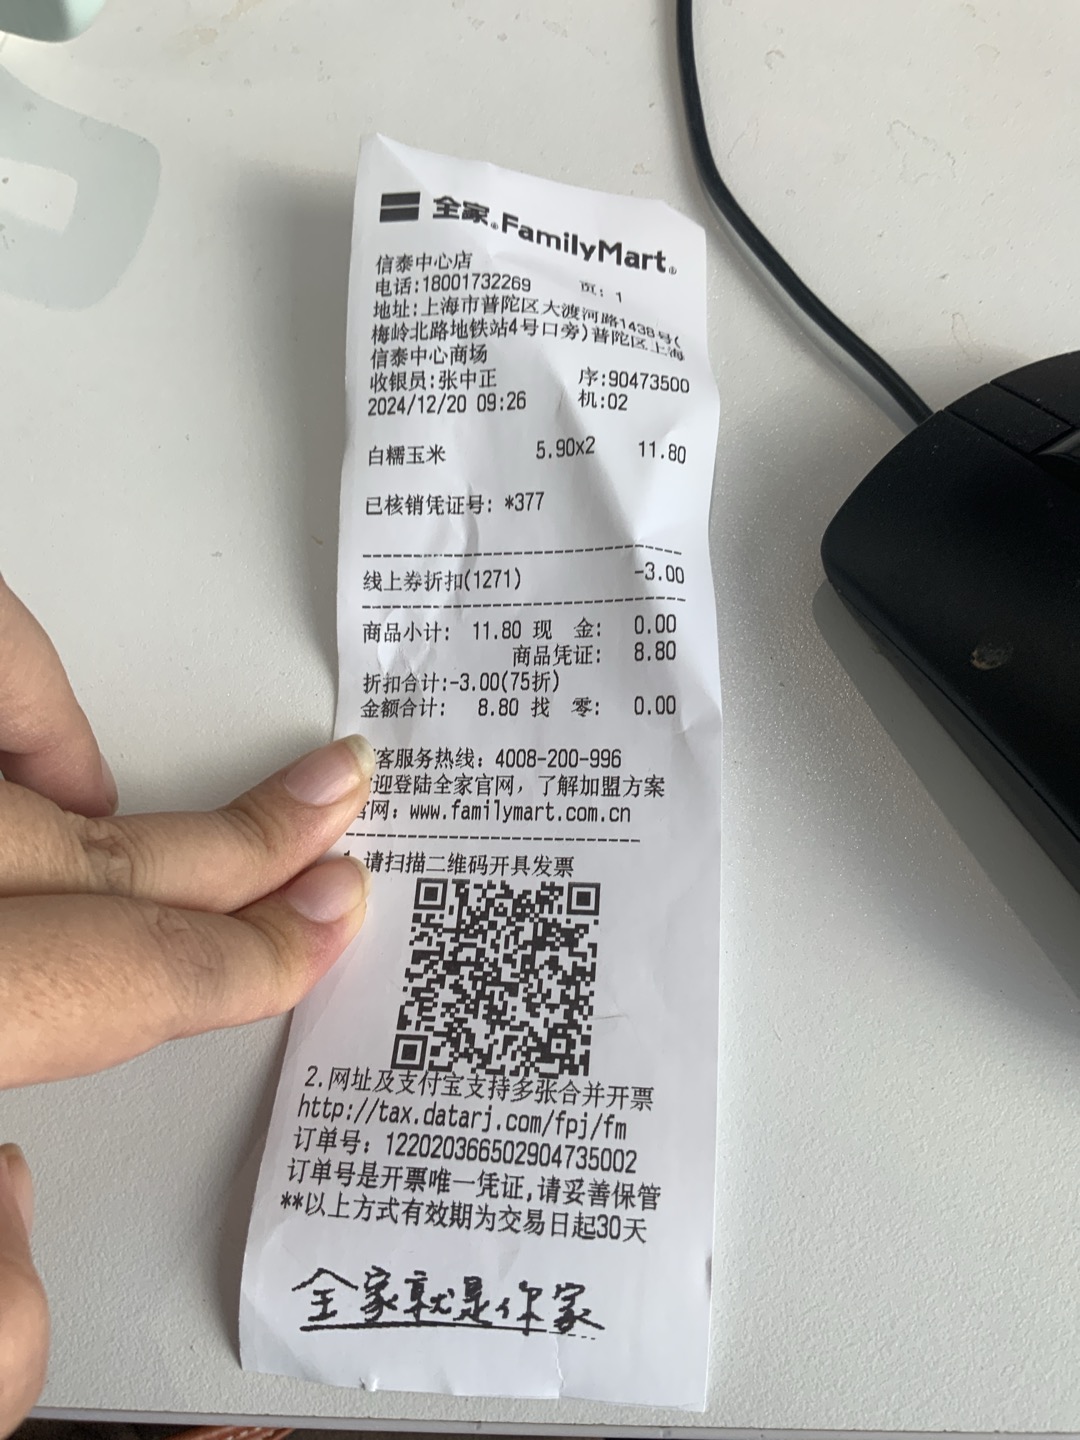 全家®FamilyMart®
信泰中心店
电话:18001732269 页: 1
地址:上海市普陀区大渡河路1438号(
梅岭北路地铁站4号口旁)普陀区上海
信泰中心商场
收银员:张中正 序:90473500
2024/12/20 09:26 机:02
白糯玉米 5.90x2 11.80
已核销凭证号: *377
线上券折扣(1271) -3.00
商品小计: 11.80 现 金: 0.00
商品凭证: 8.80
折扣合计:-3.00(75折)
金额合计: 8.80 找 零: 0.00
客服务热线: 4008-200-996
迎登陆全家官网，了解加盟方案
官网: www.familymart.com.cn
1.请扫描二维码开具发票
2.网址及支付宝支持多张合并开票
http://tax.datarj.com/fpj/fm
订单号: 122020366502904735002
订单号是开票唯一凭证,请妥善保管
**以上方式有效期为交易日起30天
全家就是你家